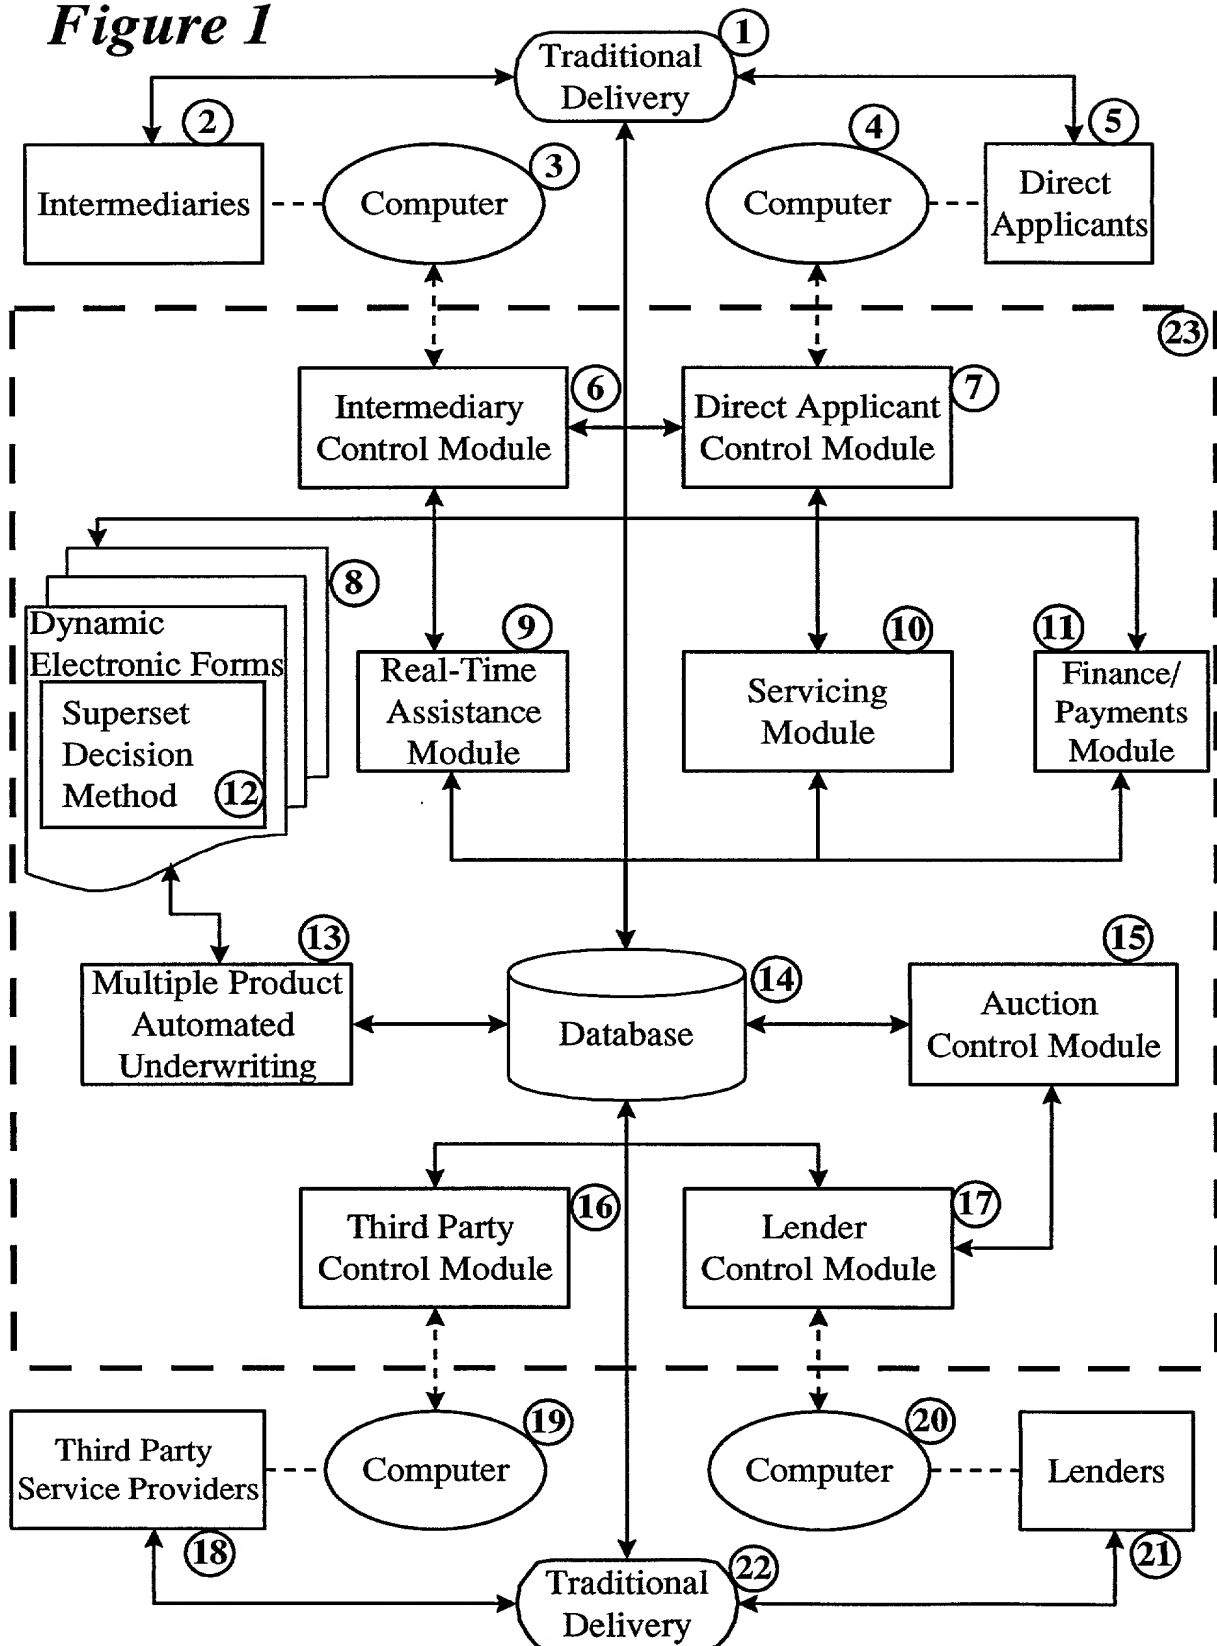 Figure 1
1
Traditional
Delivery
2
Intermediaries
3
Computer
4
Computer
5
Direct
Applicants
23
6
Intermediary
Control Module
7
Direct Applicant
Control Module
8
Dynamic
Electronic Forms
Superset
Decision
Method
12
9
Real-Time
Assistance
Module
10
Servicing
Module
11
Finance/
Payments
Module
13
Multiple Product
Automated
Underwriting
14
Database
15
Auction
Control Module
16
Third Party
Control Module
17
Lender
Control Module
Third Party
Service Providers
18
19
Computer
20
Computer
Lenders
21
22
Traditional
Delivery